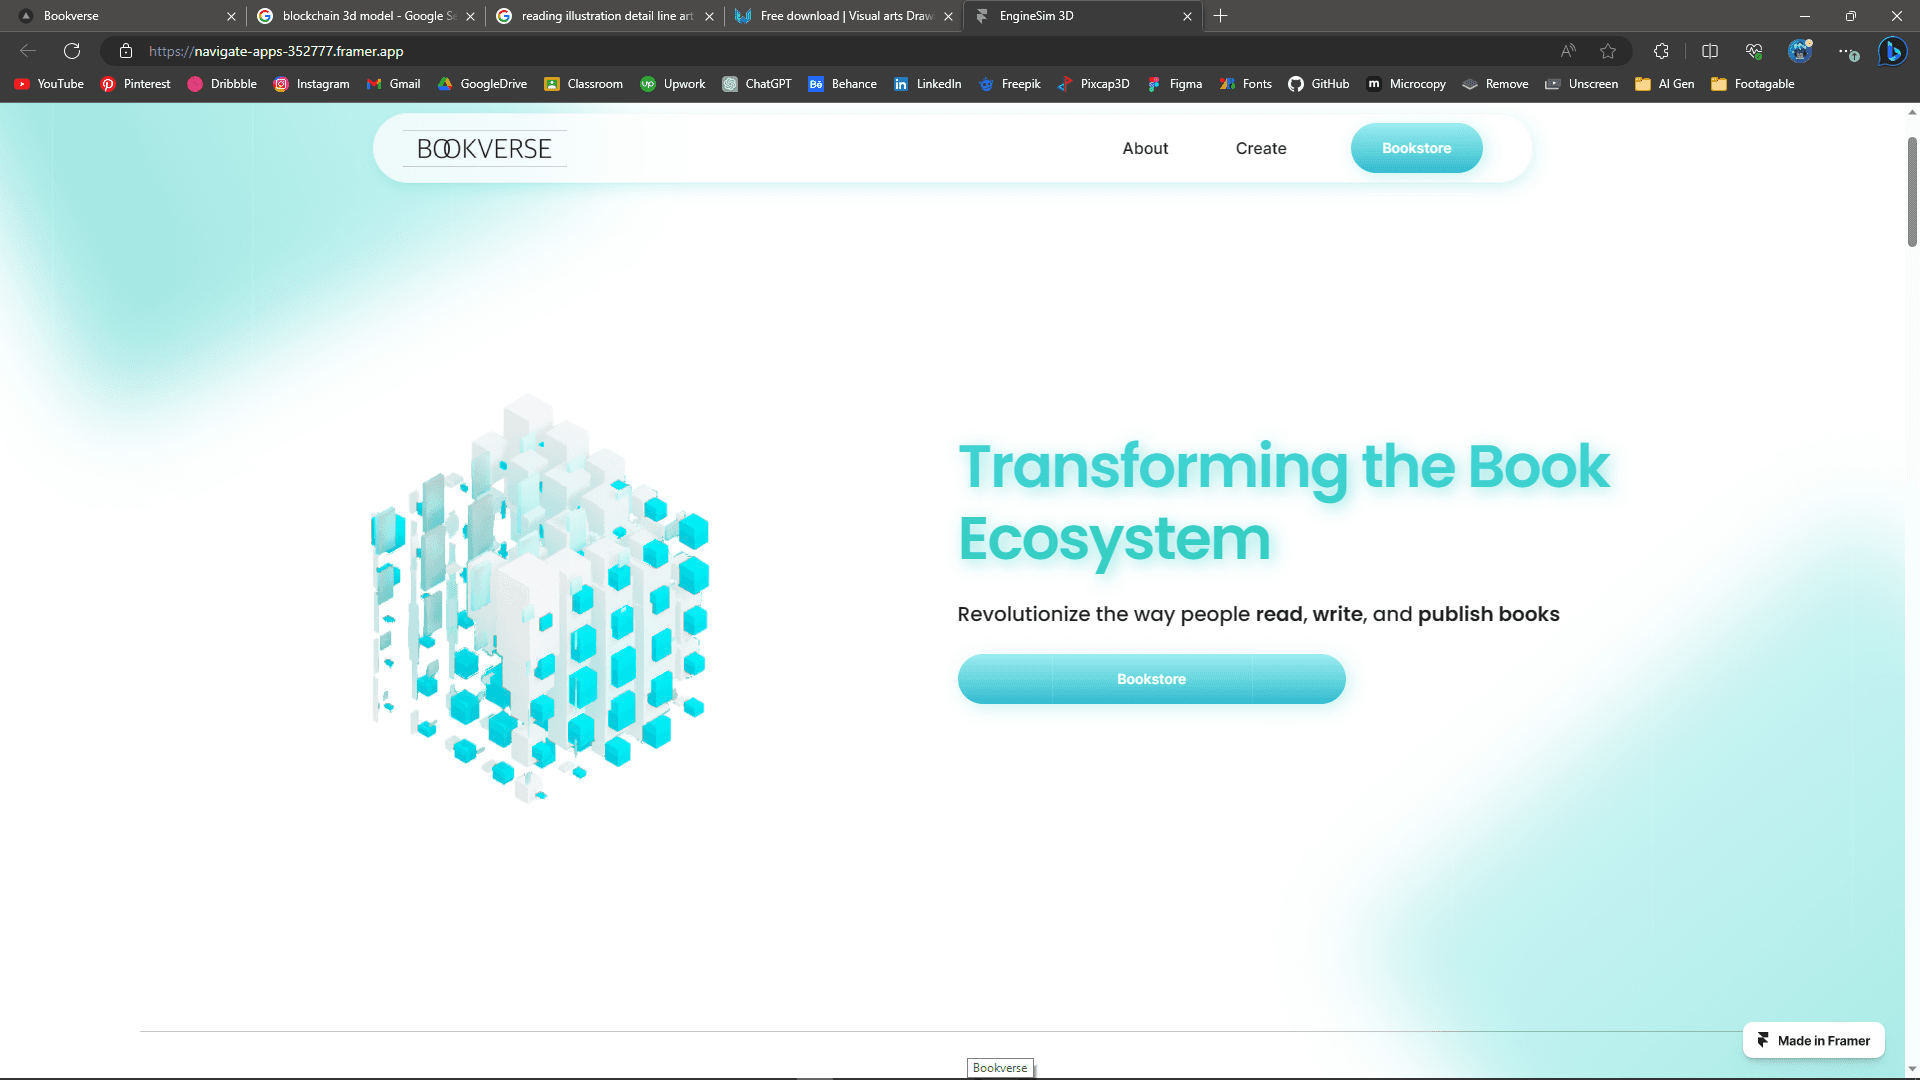 Bookverse
blockchain 3d model - Google Se
reading illustration detail line art
Free download | Visual arts Draw
EngineSim 3D
https://navigate-apps-352777.framer.app
YouTube
Pinterest
Dribbble
Instagram
Gmail
GoogleDrive
Classroom
Upwork
ChatGPT
Bē Behance
in LinkedIn
Freepik
Pixcap3D
Figma
Fonts
GitHub
m Microcopy
Remove
Unscreen
AI Gen
Footagable
BOOKVERSE
About
Create
Bookstore
Transforming the Book
Ecosystem
Revolutionize the way people read, write, and publish books
Bookstore
Made in Framer
Bookverse